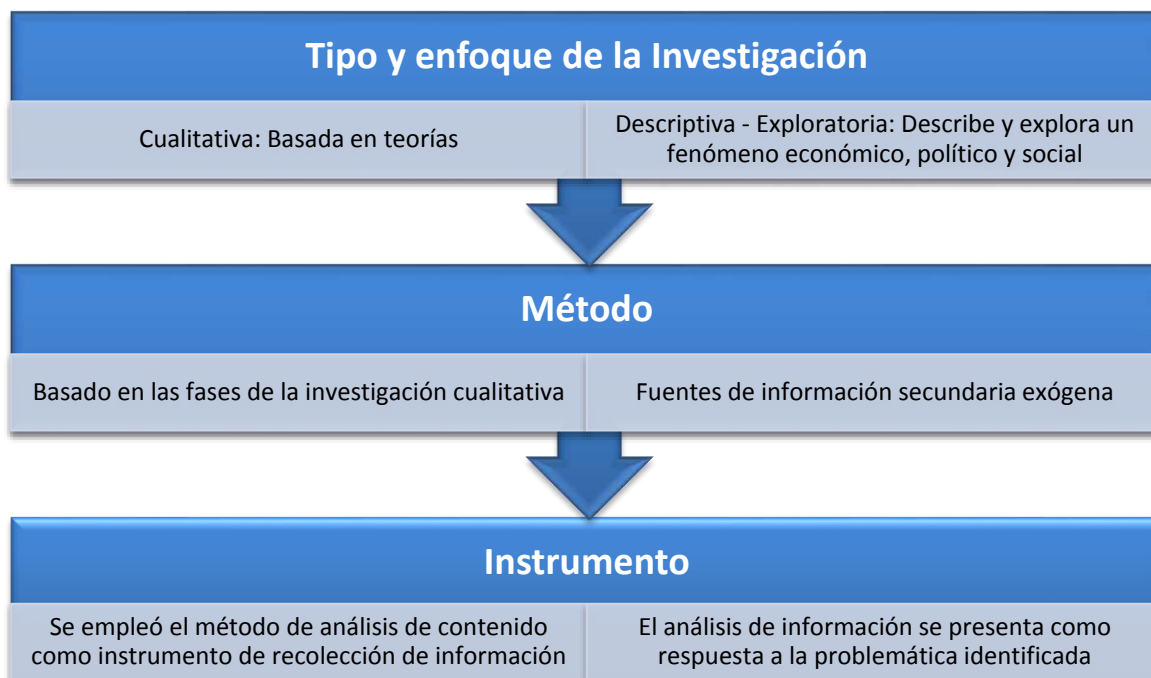 Tipo y enfoque de la Investigación
Cualitativa: Basada en teorías
Descriptiva - Exploratoria: Describe y explora un
fenómeno económico, político y social
Método
Basado en las fases de la investigación cualitativa
Fuentes de información secundaria exógena
Instrumento
Se empleó el método de análisis de contenido
como instrumento de recolección de información
El análisis de información se presenta como
respuesta a la problemática identificada